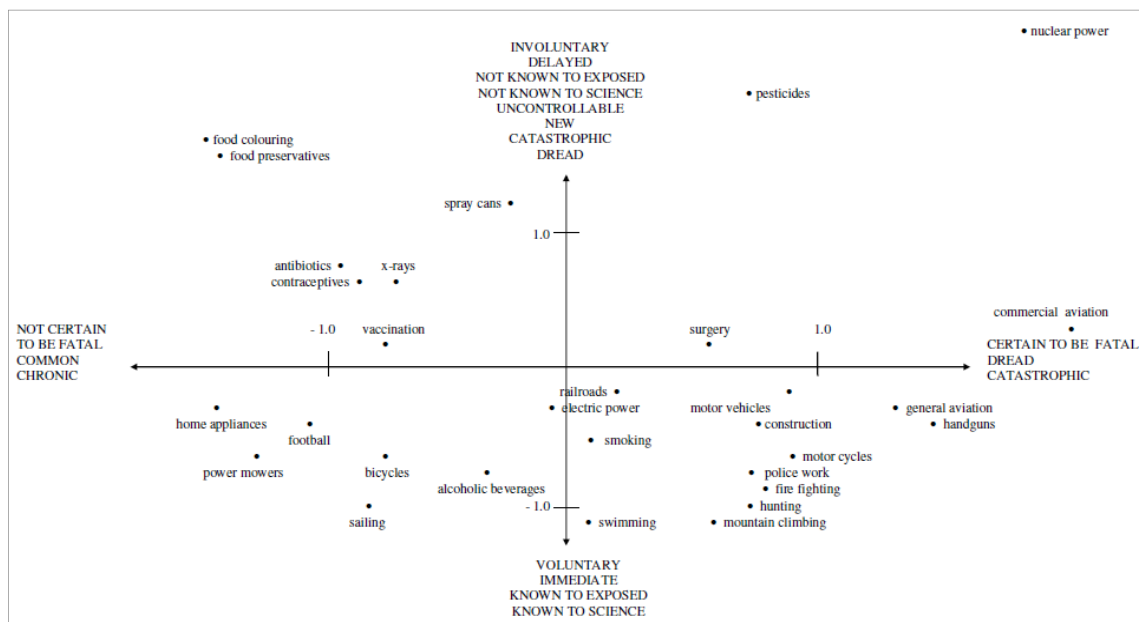 nuclear power
INVOLUNTARY
DELAYED
NOT KNOWN TO EXPOSED
NOT KNOWN TO SCIENCE
UNCONTROLLABLE
NEW
CATASTROPHIC
DREAD
pesticides
food colouring
food preservatives
spray cans
1.0
antibiotics
x-rays
contraceptives
commercial aviation
NOT CERTAIN
TO BE FATAL
COMMON
CHRONIC
- 1.0
vaccination
surgery
1.0
CERTAIN TO BE FATAL
DREAD
CATASTROPHIC
railroads
electric power
motor vehicles
general aviation
home appliances
football
smoking
construction
handguns
power mowers
bicycles
alcoholic beverages
motor cycles
police work
fire fighting
sailing
- 1.0
swimming
hunting
mountain climbing
VOLUNTARY
IMMEDIATE
KNOWN TO EXPOSED
KNOWN TO SCIENCE